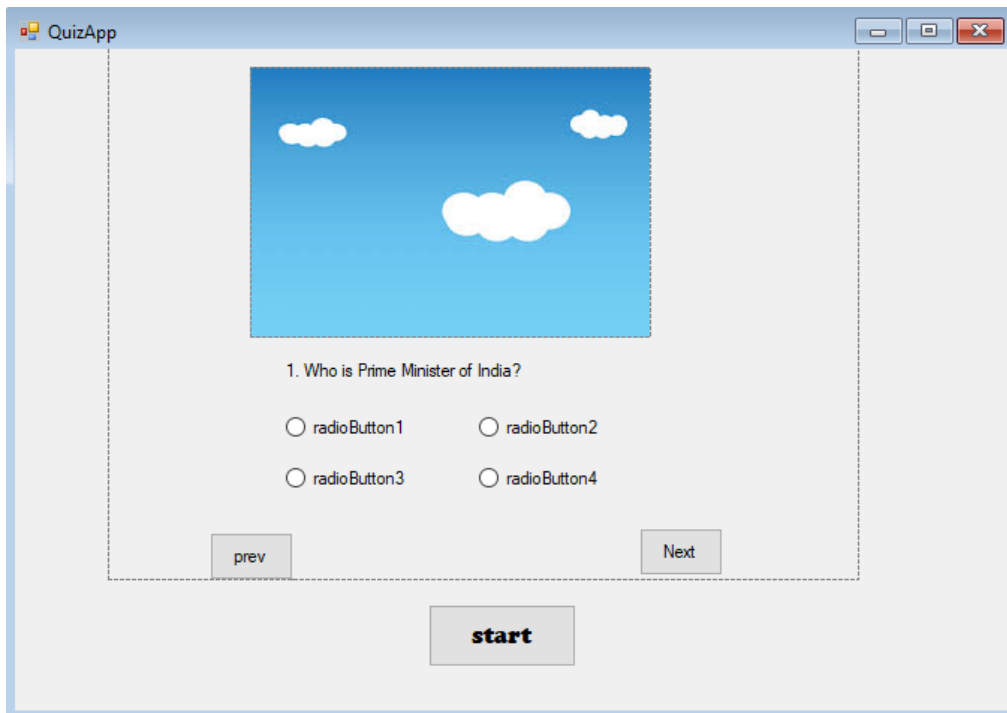 QuizApp
1. Who is Prime Minister of India?
radioButton1 radioButton2
radioButton3 radioButton4
prev Next
start